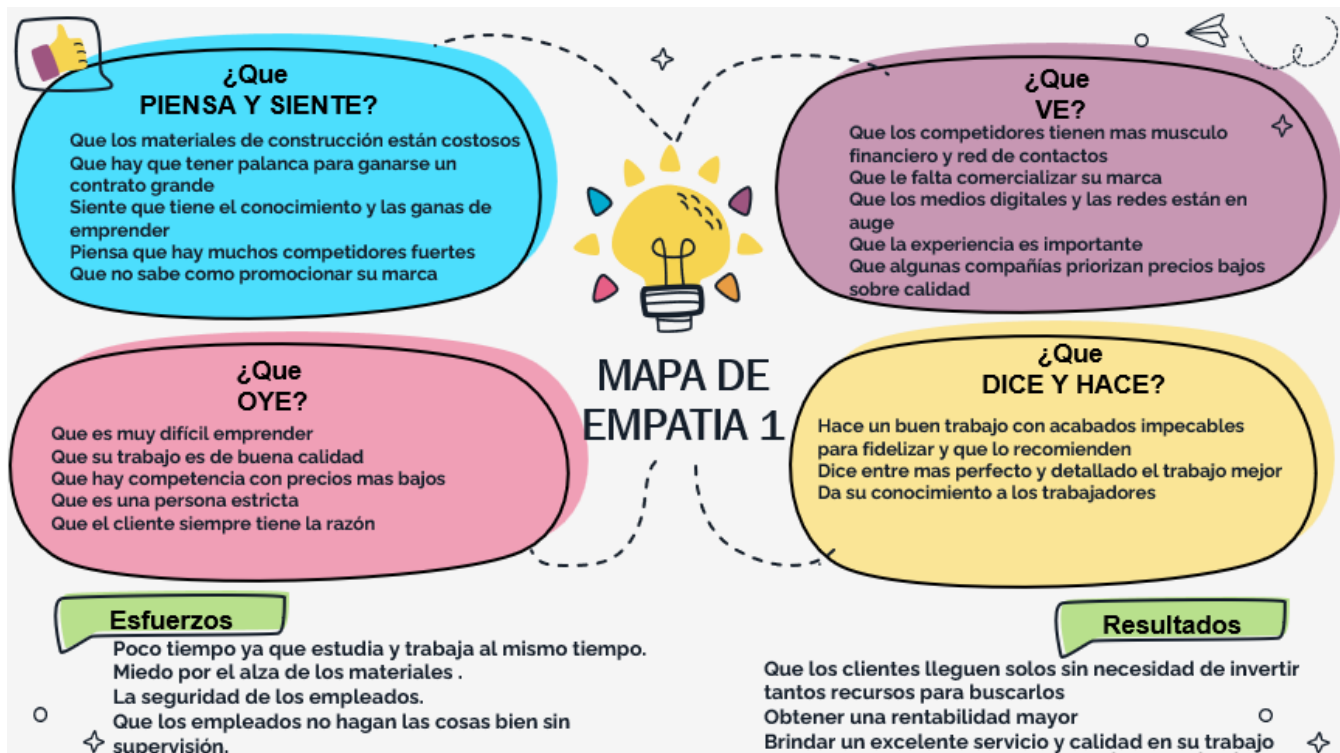 ¿Que
PIENSA Y SIENTE?
Que los materiales de construcción están costosos
Que hay que tener palanca para ganarse un
contrato grande
Siente que tiene el conocimiento y las ganas de
emprender
Piensa que hay muchos competidores fuertes
Que no sabe como promocionar su marca
¿Que
VE?
Que los competidores tienen mas musculo
financiero y red de contactos
Que le falta comercializar su marca
Que los medios digitales y las redes están en
auge
Que la experiencia es importante
Que algunas compañías priorizan precios bajos
sobre calidad
MAPA DE
EMPATIA 1
¿Que
OYE?
Que es muy difícil emprender
Que su trabajo es de buena calidad
Que hay competencia con precios mas bajos
Que es una persona estricta
Que el cliente siempre tiene la razón
¿Que
DICE Y HACE?
Hace un buen trabajo con acabados impecables
para fidelizar y que lo recomienden
Dice entre mas perfecto y detallado el trabajo mejor
Da su conocimiento a los trabajadores
Esfuerzos
Poco tiempo ya que estudia y trabaja al mismo tiempo.
Miedo por el alza de los materiales .
La seguridad de los empleados.
Que los empleados no hagan las cosas bien sin
supervisión.
Resultados
Que los clientes lleguen solos sin necesidad de invertir
tantos recursos para buscarlos
Obtener una rentabilidad mayor
Brindar un excelente servicio y calidad en su trabajo